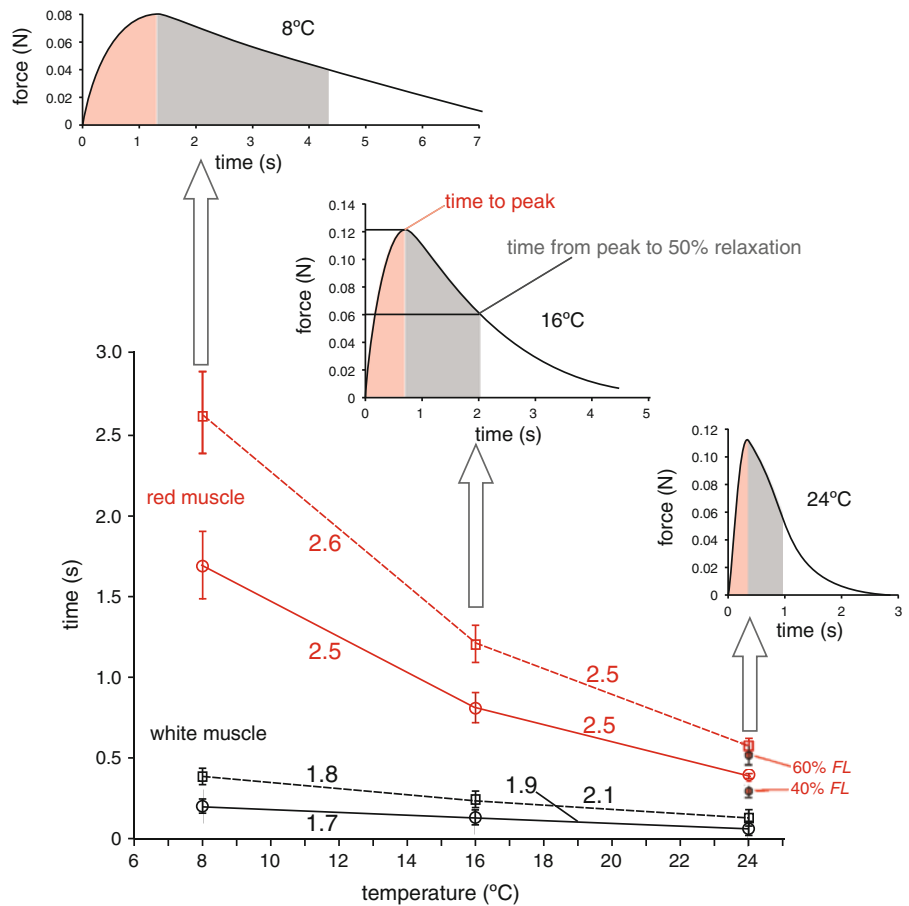 8ºC
force (N)
0.08
0.06
0.04
0.02
0
0 1 2 3 4 5 6 7
time (s)
time to peak
time from peak to 50% relaxation
16ºC
force (N)
0.14
0.12
0.10
0.08
0.06
0.04
0.02
0
0 1 2 3 4 5
time (s)
24ºC
force (N)
0.12
0.10
0.08
0.06
0.04
0.02
0
0 1 2 3
time (s)
3.0
2.5
2.0
1.5
1.0
0.5
0
time (s)
red muscle
2.6
2.5
2.5
2.5
white muscle
1.8
1.9
2.1
1.7
60% FL
40% FL
6 8 10 12 14 16 18 20 22 24
temperature (ºC)